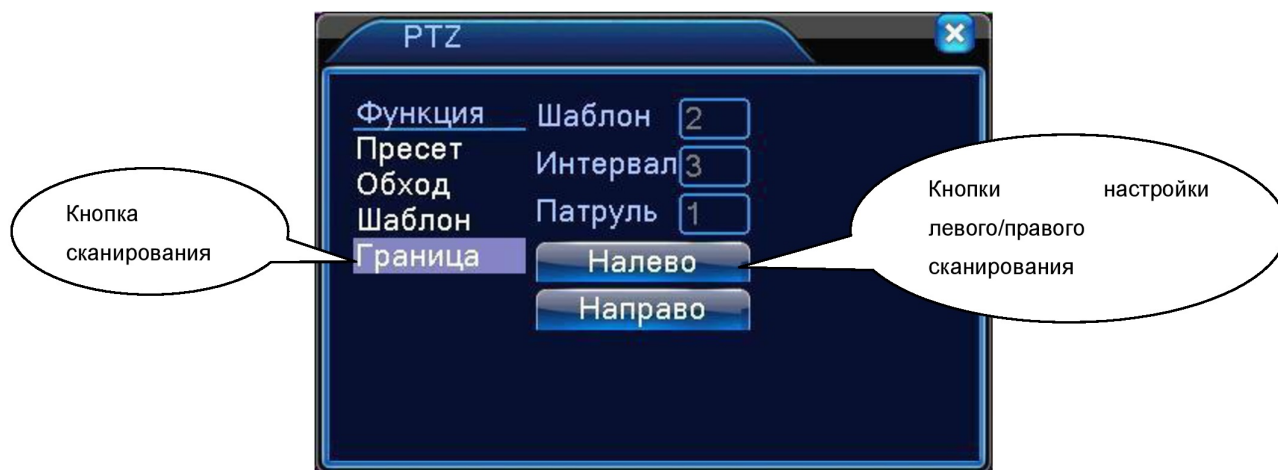 PTZ
Функция
Пресет
Обход
Шаблон
Граница
Шаблон 2
Интервал 3
Патруль 1
Налево
Направо
Кнопка
сканирования
Кнопки настройки
левого/правого
сканирования